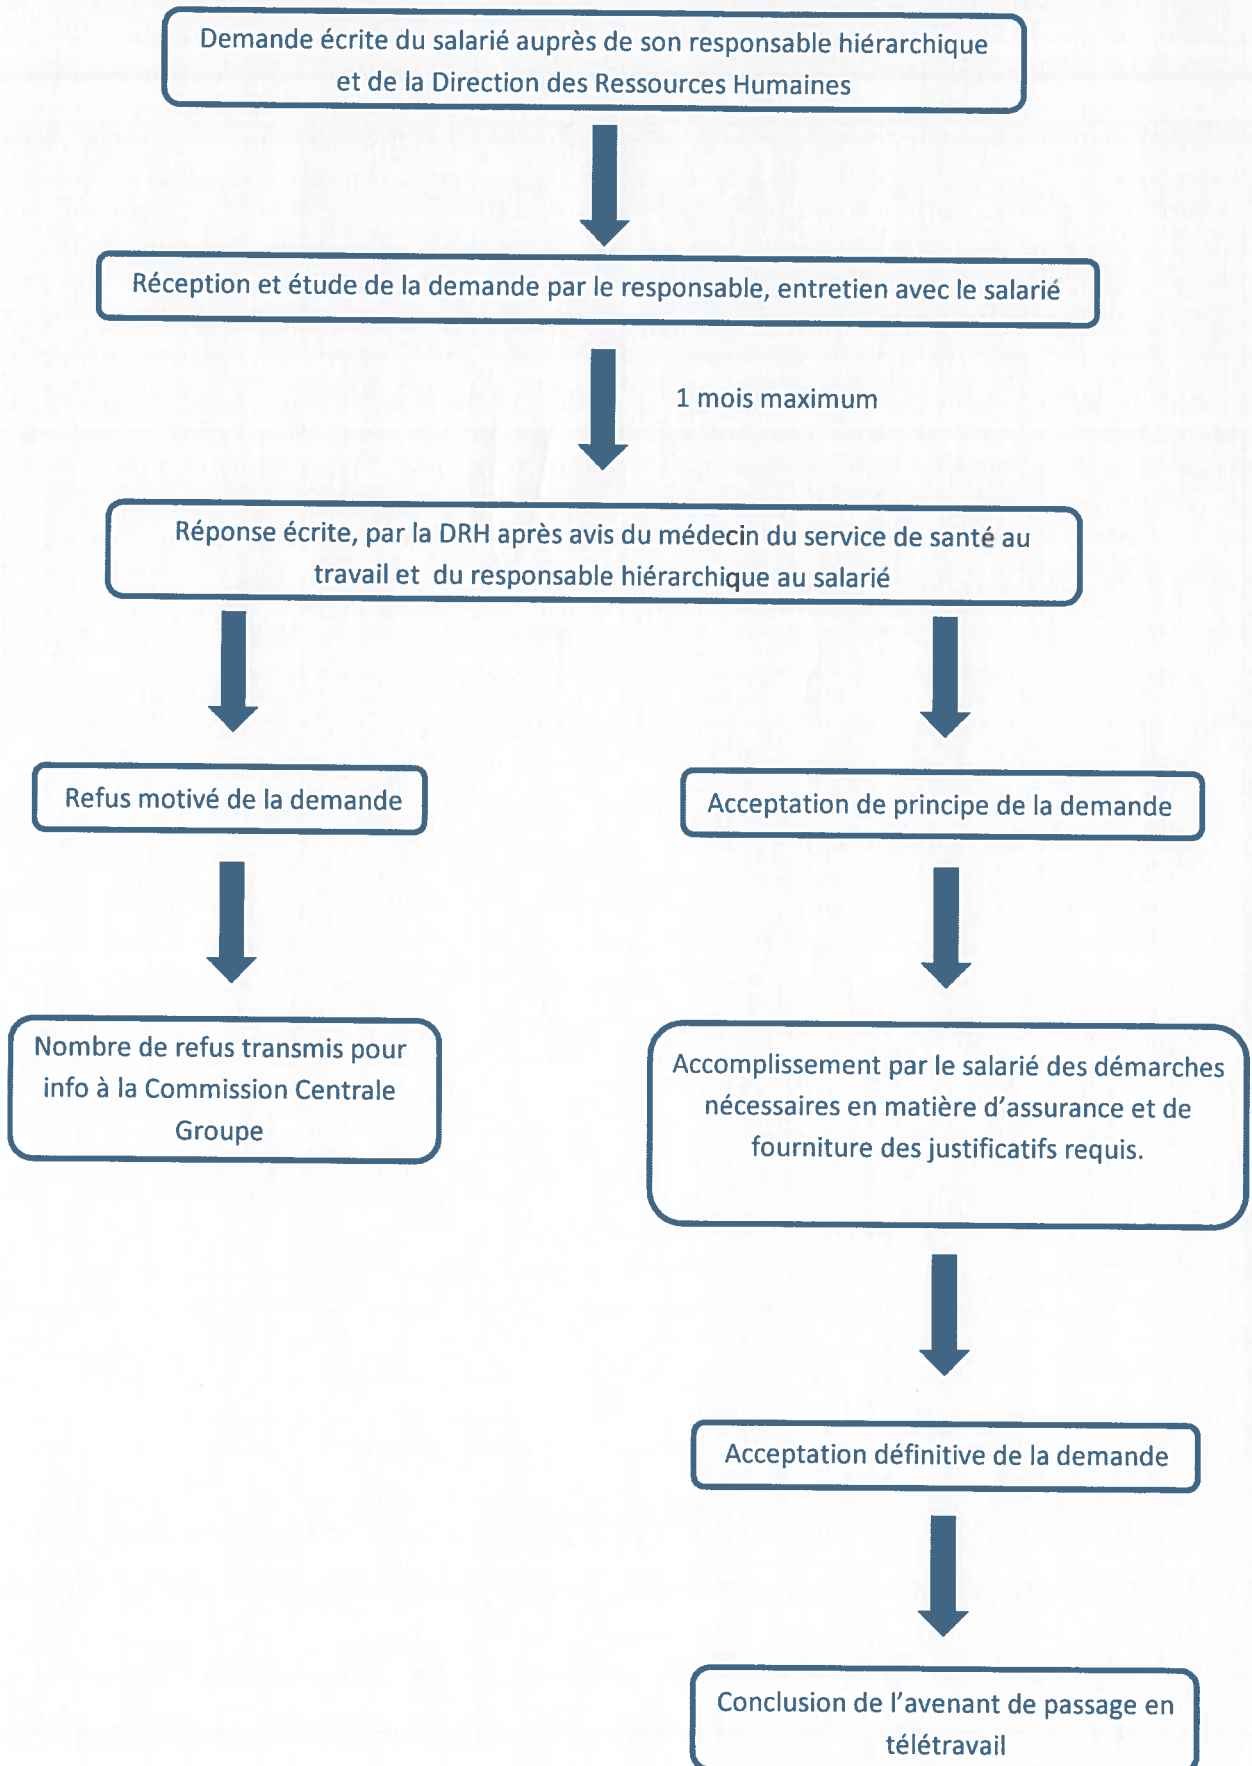 Demande écrite du salarié auprès de son responsable hiérarchique
et de la Direction des Ressources Humaines
Réception et étude de la demande par le responsable, entretien avec le salarié
1 mois maximum
Réponse écrite, par la DRH après avis du médecin du service de santé au
travail et du responsable hiérarchique au salarié
Refus motivé de la demande
Acceptation de principe de la demande
Nombre de refus transmis pour
info à la Commission Centrale
Groupe
Accomplissement par le salarié des démarches
nécessaires en matière d'assurance et de
fourniture des justificatifs requis.
Acceptation définitive de la demande
Conclusion de l'avenant de passage en
télétravail